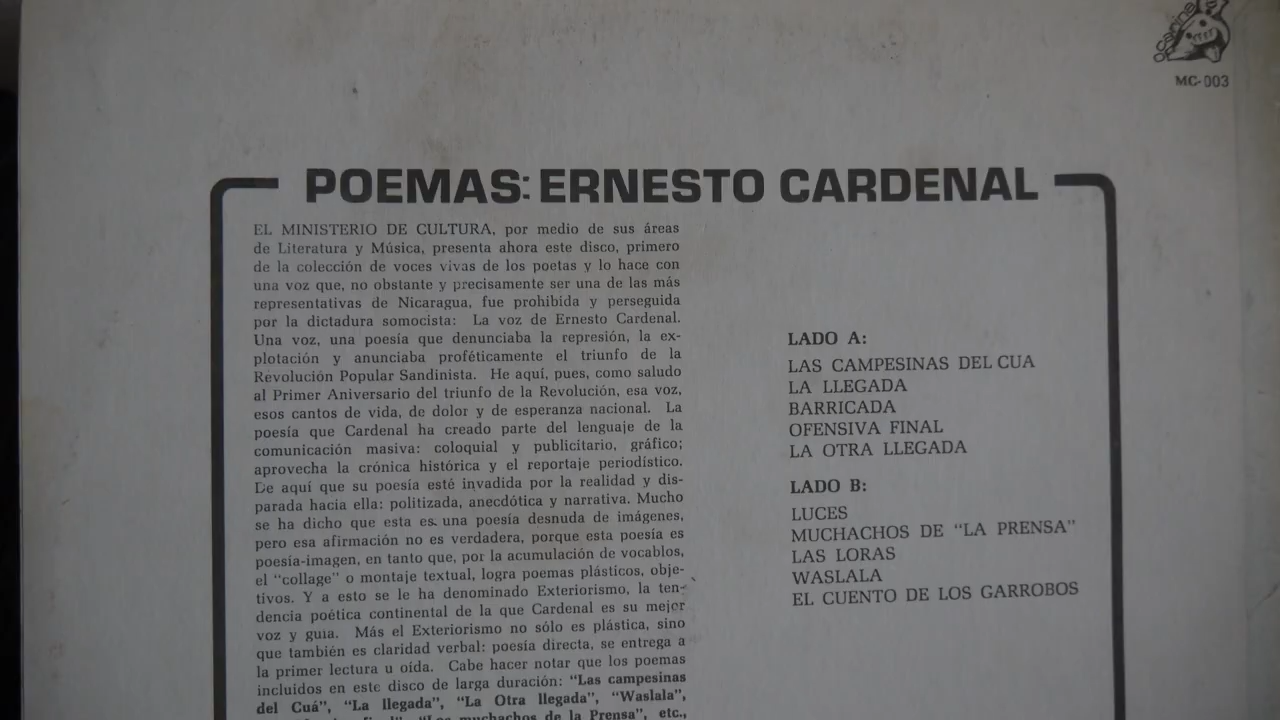 ocarina
MC-003
POEMAS: ERNESTO CARDENAL
EL MINISTERIO DE CULTURA, por medio de sus áreas
de Literatura y Música, presenta ahora este disco, primero
de la colección de voces vivas de los poetas y lo hace con
una voz que, no obstante y precisamente ser una de las más
representativas de Nicaragua, fue prohibida y perseguida
por la dictadura somocista: La voz de Ernesto Cardenal.
Una voz, una poesía que denunciaba la represión, la ex-
plotación y anunciaba proféticamente el triunfo de la
Revolución Popular Sandinista. He aquí, pues, como saludo
al Primer Aniversario del triunfo de la Revolución, esa voz,
esos cantos de vida, de dolor y de esperanza nacional. La
poesía que Cardenal ha creado parte del lenguaje de la
comunicación masiva: coloquial y publicitario, gráfico;
aprovecha la crónica histórica y el reportaje periodístico.
De aquí que su poesía esté invadida por la realidad y dis-
parada hacia ella: politizada, anecdótica y narrativa. Mucho
se ha dicho que esta es una poesía desnuda de imágenes,
pero esa afirmación no es verdadera, porque esta poesía es
poesía-imagen, en tanto que, por la acumulación de vocablos,
el "collage" o montaje textual, logra poemas plásticos, obje-
tivos. Y a esto se le ha denominado Exteriorismo, la ten-
dencia poética continental de la que Cardenal es su mejor
voz y guía. Más el Exteriorismo no sólo es plástica, sino
que también es claridad verbal: poesía directa, se entrega a
la primer lectura u oída. Cabe hacer notar que los poemas
incluidos en este disco de larga duración: "Las campesinas
del Cuá", "La llegada", "La Otra llegada", "Waslala",
"Los muchachos de la Prensa", etc.,
LADO A:
LAS CAMPESINAS DEL CUA
LA LLEGADA
BARRICADA
OFENSIVA FINAL
LA OTRA LLEGADA
LADO B:
LUCES
MUCHACHOS DE "LA PRENSA"
LAS LORAS
WASLALA
EL CUENTO DE LOS GARROBOS